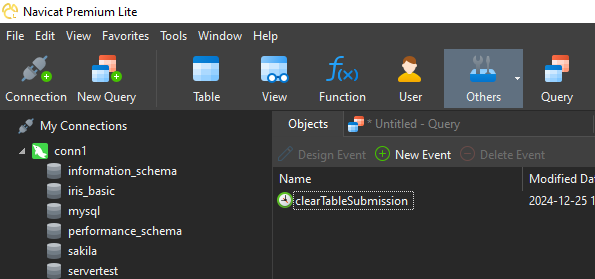 Navicat Premium Lite
File Edit View Favorites Tools Window Help
Connection New Query Table View f(x) Function User Others Query
My Connections
conn1
information_schema
iris_basic
mysql
performance_schema
sakila
servertest
Objects * Untitled - Query
Design Event New Event Delete Event
Name Modified Da
clearTableSubmission 2024-12-25 1